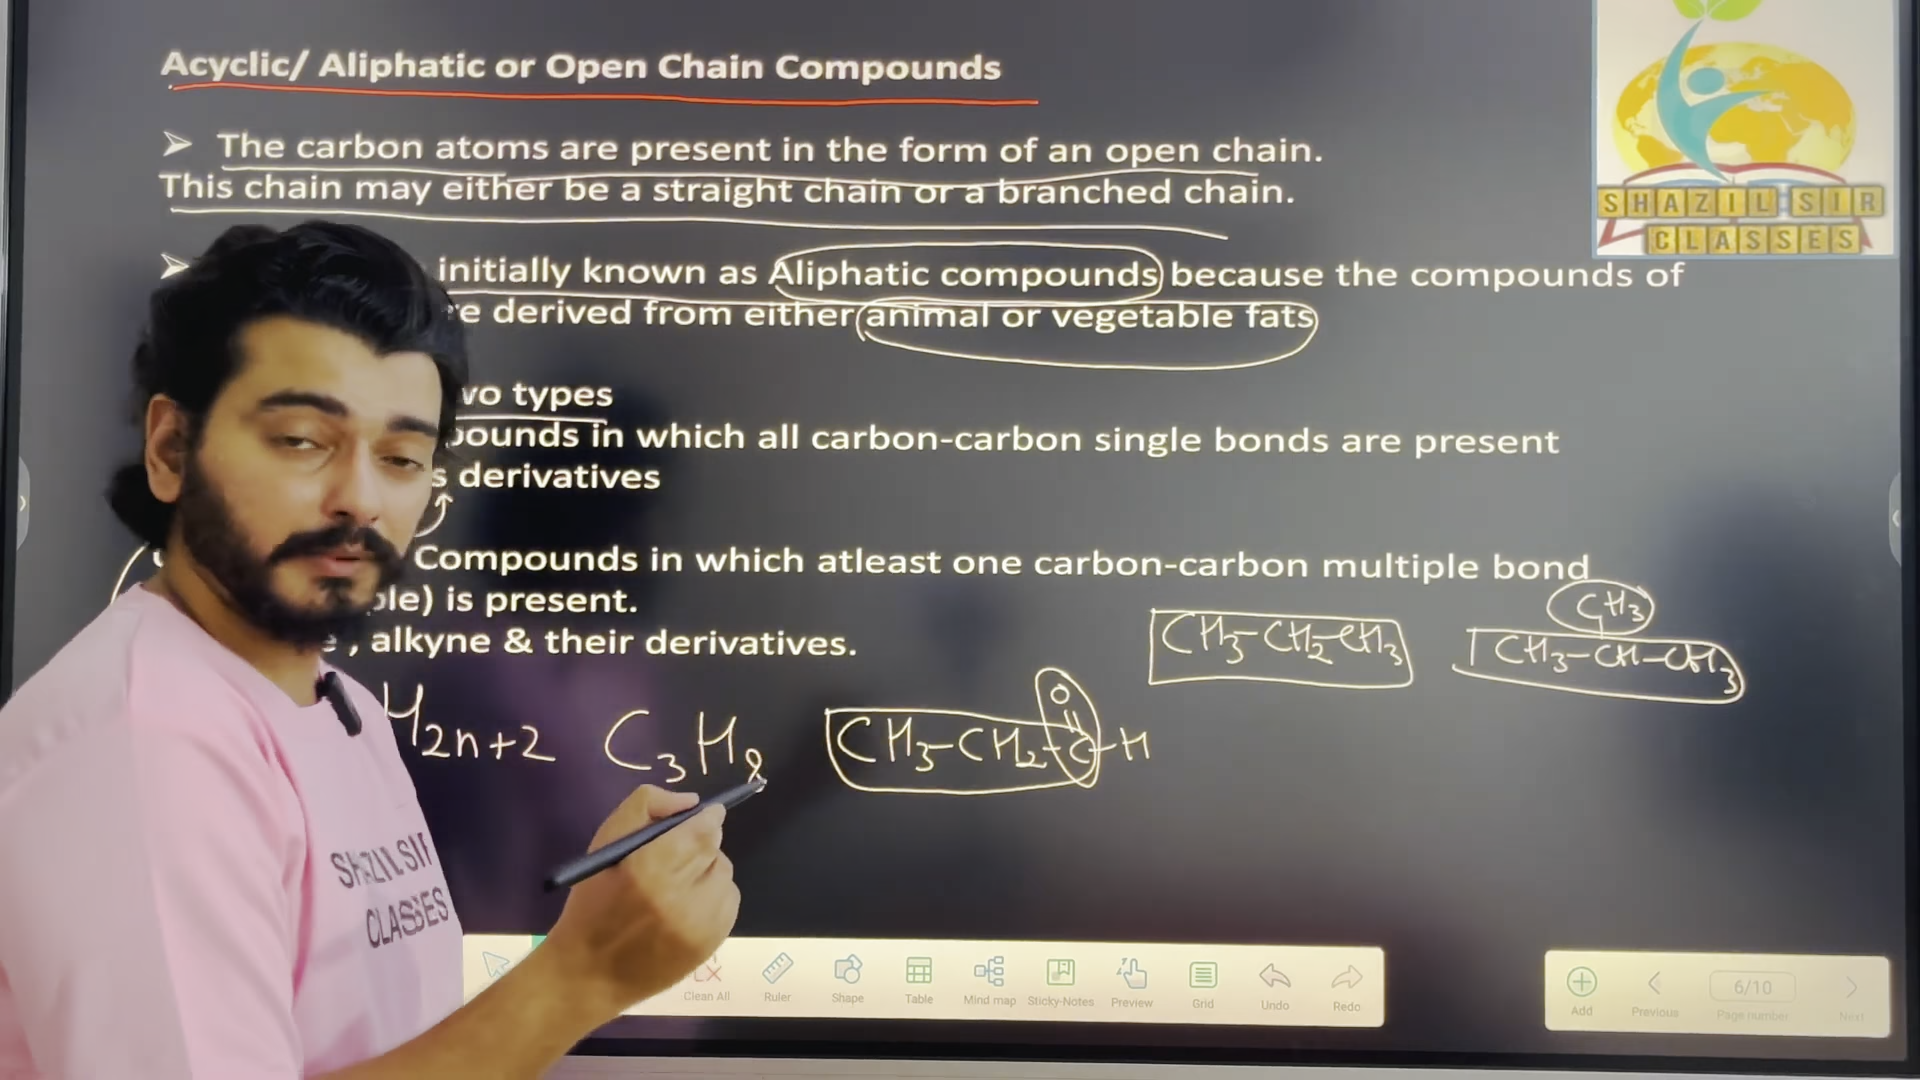 Acyclic/ Aliphatic or Open Chain Compounds
➢ The carbon atoms are present in the form of an open chain.
This chain may either be a straight chain or a branched chain.
➢ initially known as Aliphatic compounds because the compounds of
derived from either animal or vegetable fats
types
in which all carbon-carbon single bonds are present
derivatives
Compounds in which atleast one carbon-carbon multiple bond
is present.
, alkyne & their derivatives.
CH3-CH2-CH3
CH3
CH3-CH-CH3
H2n+2
C3H8
O
CH3-CH2-C-H
SHAZIL SIR
CLASSES
SHAZIL SIR
CLASSES
Clean All
Ruler
Shape
Table
Mind map
Sticky-Notes
Preview
Grid
Undo
Redo
Add
Previous
6/10
Page number
Next